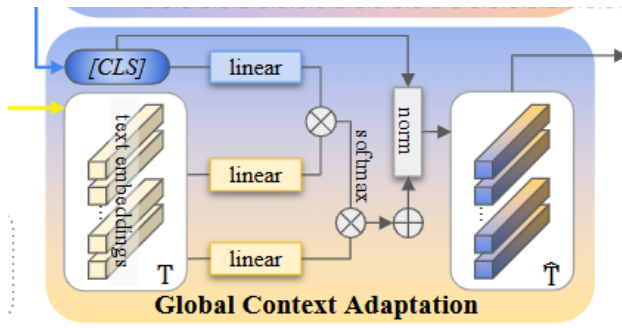 [CLS]
linear
text embeddings
linear
softmax
norm
linear
T
T̂
Global Context Adaptation